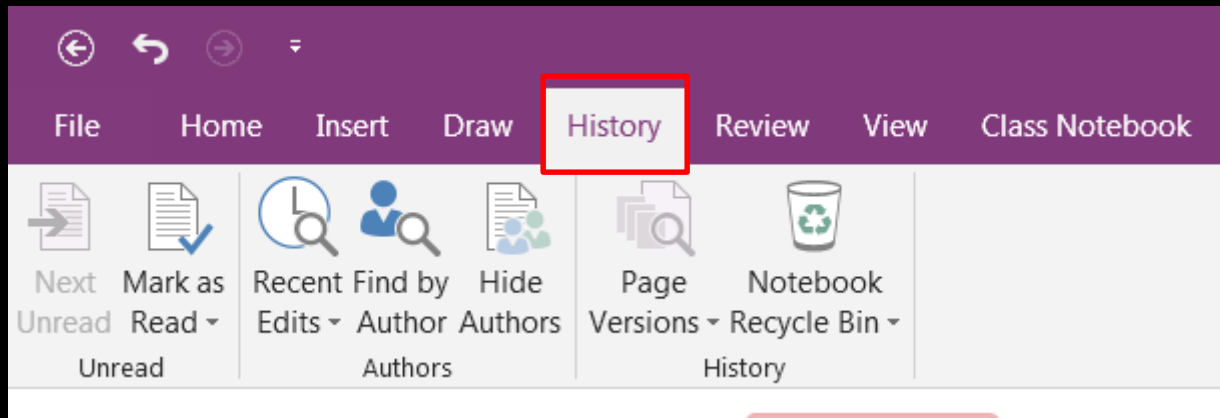 File Home Insert Draw History Review View Class Notebook
Next Mark as Recent Find by Hide Page Notebook
Unread Read Edits Author Authors Versions Recycle Bin
Unread Authors History